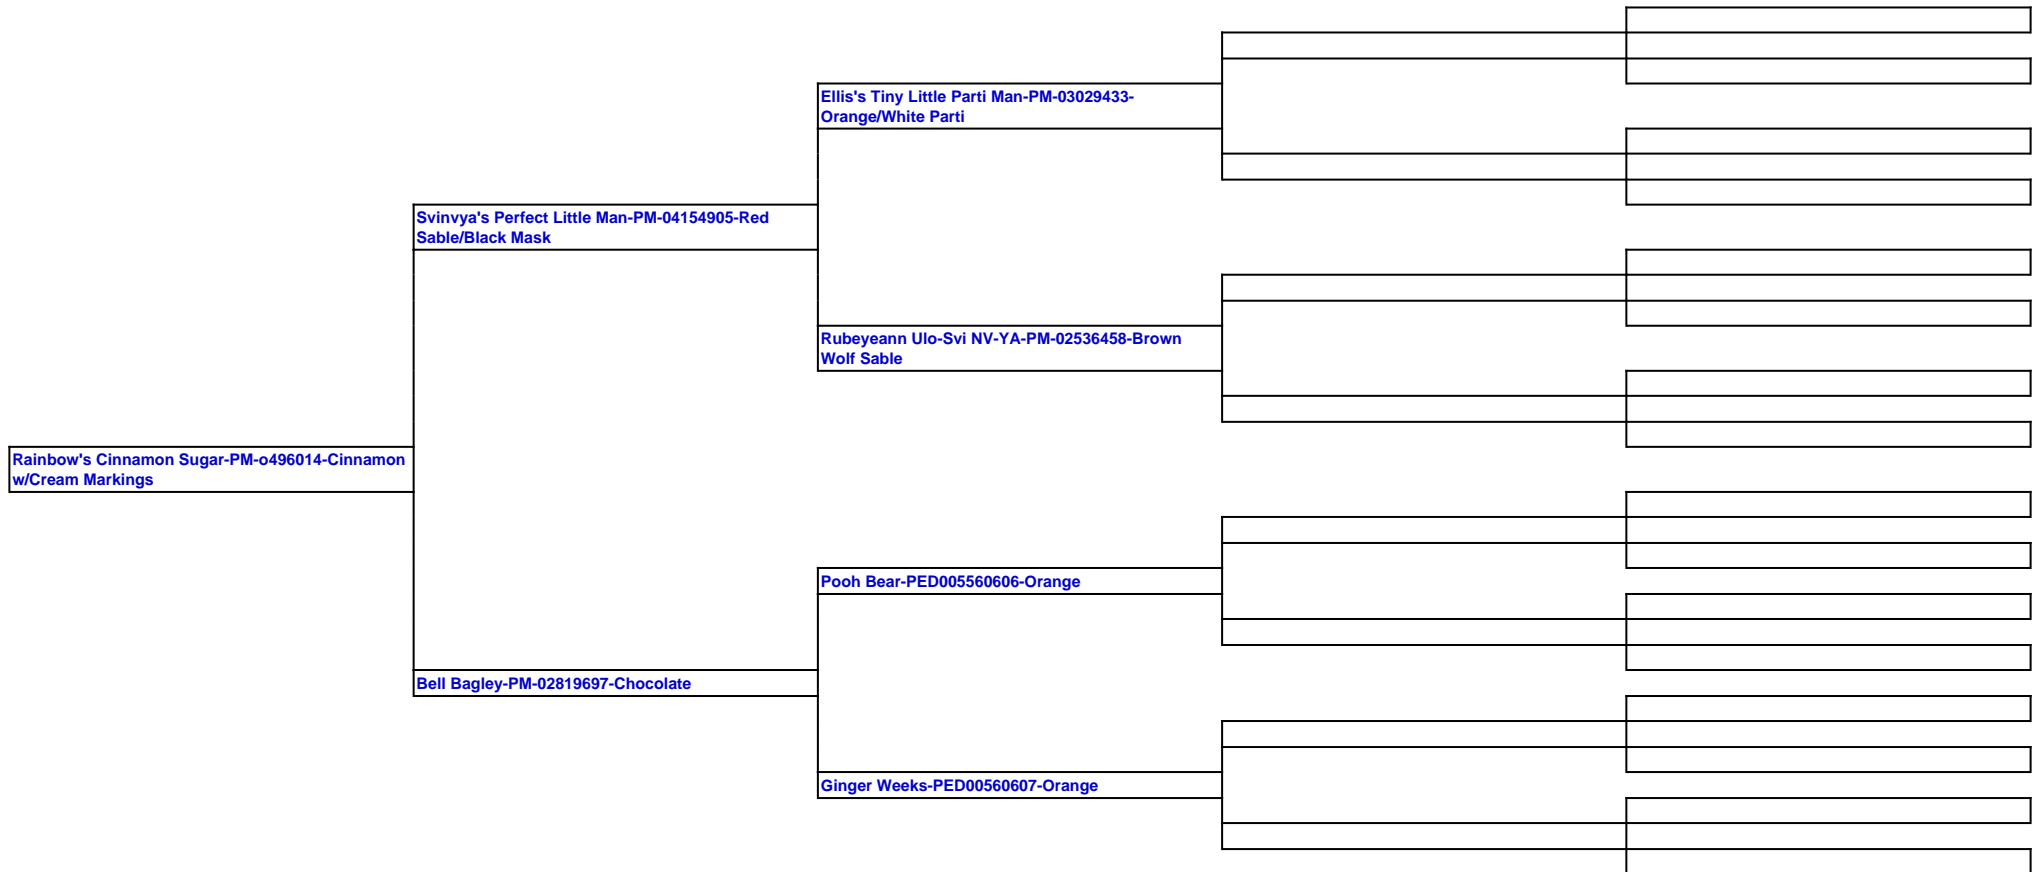 Ellis's Tiny Little Parti Man-PM-03029433-
Orange/White Parti
Svinvya's Perfect Little Man-PM-04154905-Red
Sable/Black Mask
Rubeyeann Ulo-Svi NV-YA-PM-02536458-Brown
Wolf Sable
Rainbow's Cinnamon Sugar-PM-o496014-Cinnamon
w/Cream Markings
Pooh Bear-PED005560606-Orange
Bell Bagley-PM-02819697-Chocolate
Ginger Weeks-PED00560607-Orange